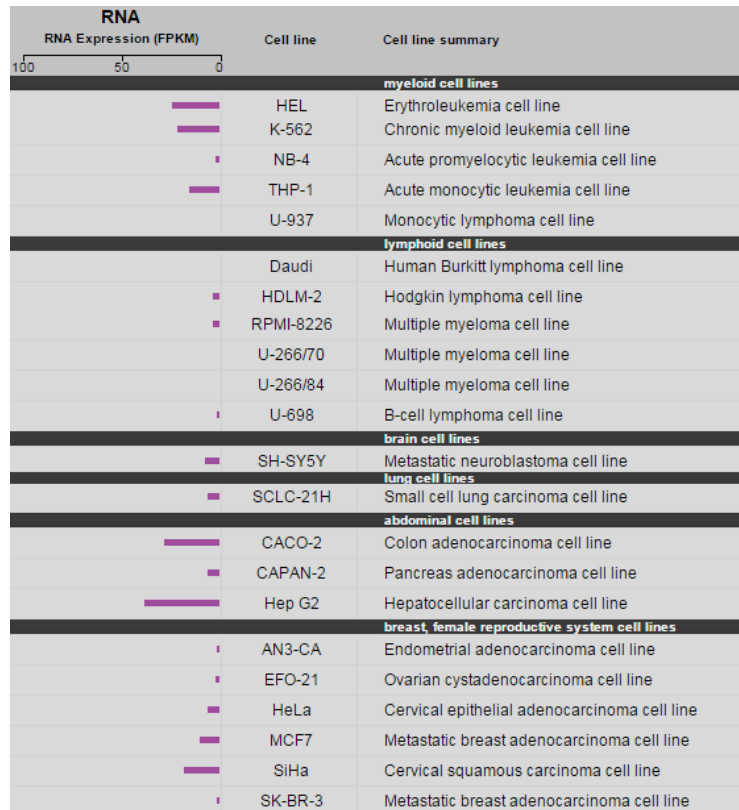 RNA
RNA Expression (FPKM) Cell line Cell line summary
100 50 0
myeloid cell lines
HEL Erythroleukemia cell line
K-562 Chronic myeloid leukemia cell line
NB-4 Acute promyelocytic leukemia cell line
THP-1 Acute monocytic leukemia cell line
U-937 Monocytic lymphoma cell line
lymphoid cell lines
Daudi Human Burkitt lymphoma cell line
HDLM-2 Hodgkin lymphoma cell line
RPMI-8226 Multiple myeloma cell line
U-266/70 Multiple myeloma cell line
U-266/84 Multiple myeloma cell line
U-698 B-cell lymphoma cell line
brain cell lines
SH-SY5Y Metastatic neuroblastoma cell line
lung cell lines
SCLC-21H Small cell lung carcinoma cell line
abdominal cell lines
CACO-2 Colon adenocarcinoma cell line
CAPAN-2 Pancreas adenocarcinoma cell line
Hep G2 Hepatocellular carcinoma cell line
breast, female reproductive system cell lines
AN3-CA Endometrial adenocarcinoma cell line
EFO-21 Ovarian cystadenocarcinoma cell line
HeLa Cervical epithelial adenocarcinoma cell line
MCF7 Metastatic breast adenocarcinoma cell line
SiHa Cervical squamous carcinoma cell line
SK-BR-3 Metastatic breast adenocarcinoma cell line